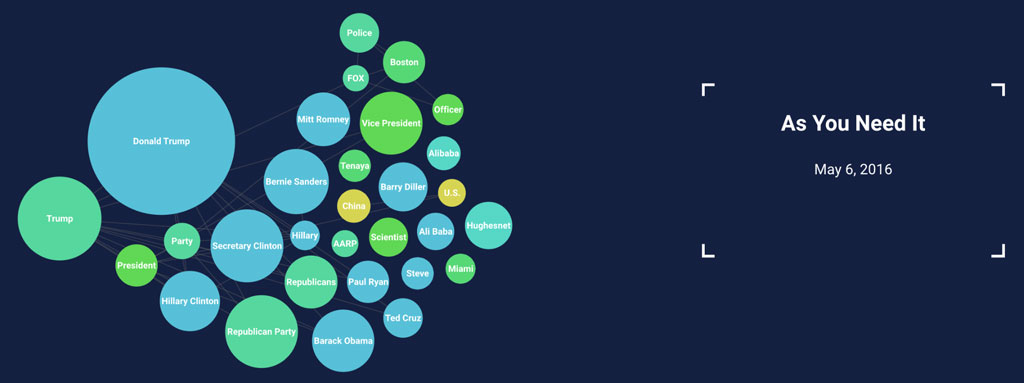 Police
Boston
FOX
Officer
Mitt Romney
Vice President
Donald Trump
Alibaba
Tenaya
Bernie Sanders
Barry Diller
U.S.
China
Trump
Hughesnet
Ali Baba
Hillary
Scientist
Party
AARP
Secretary Clinton
President
Miami
Steve
Republicans
Paul Ryan
Hillary Clinton
Ted Cruz
Republican Party
Barack Obama
As You Need It
May 6, 2016